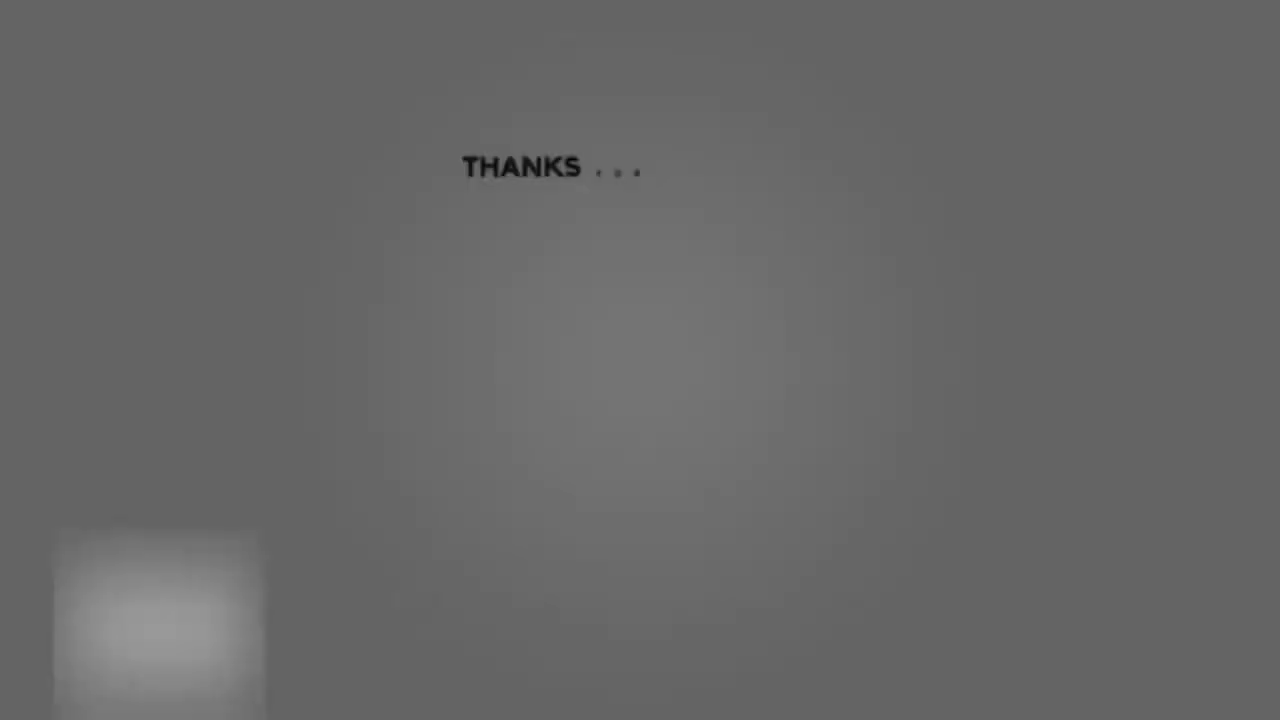 THANKS . . .